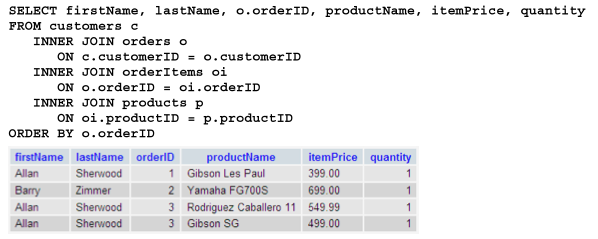 SELECT firstName, lastName, o.orderID, productName, itemPrice, quantity
FROM customers c
INNER JOIN orders o
ON c.customerID = o.customerID
INNER JOIN orderItems oi
ON o.orderID = oi.orderID
INNER JOIN products p
ON oi.productID = p.productID
ORDER BY o.orderID
firstName lastName orderID productName itemPrice quantity
Allan Sherwood 1 Gibson Les Paul 399.00 1
Barry Zimmer 2 Yamaha FG700S 699.00 1
Allan Sherwood 3 Rodriguez Caballero 11 549.99 1
Allan Sherwood 3 Gibson SG 499.00 1